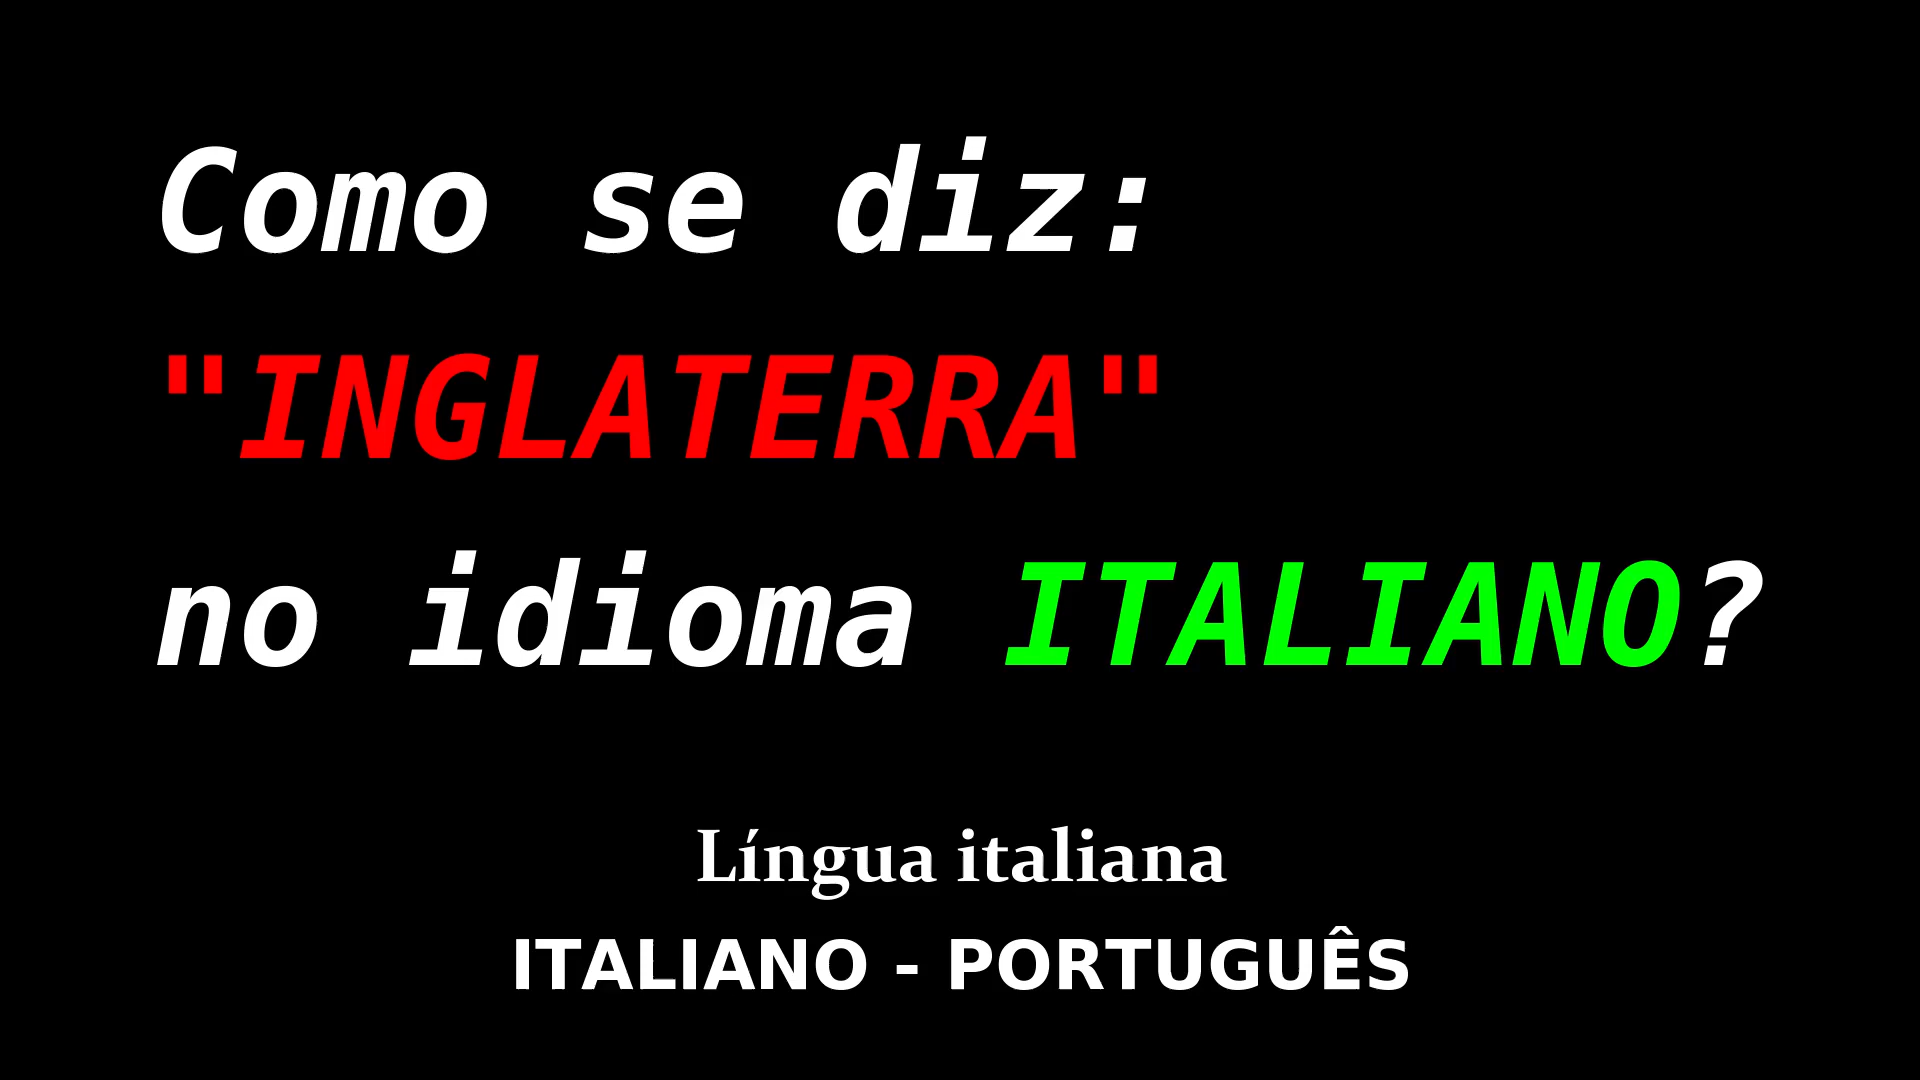 Como se diz:
"INGLATERRA"
no idioma ITALIANO?
Língua italiana
ITALIANO - PORTUGUÊS